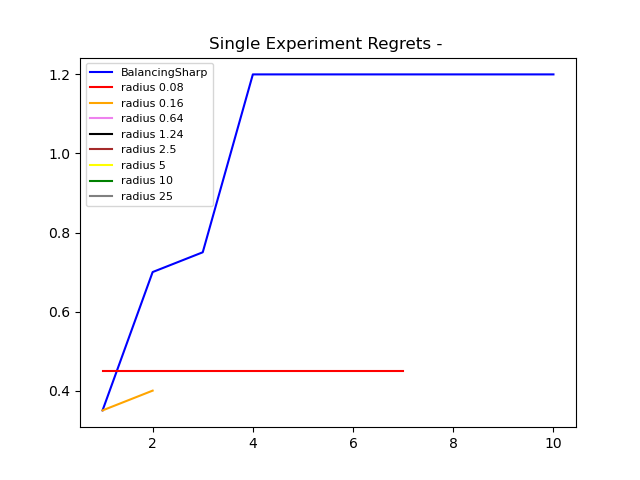 Single Experiment Regrets -
BalancingSharp
radius 0.08
radius 0.16
radius 0.64
radius 1.24
radius 2.5
radius 5
radius 10
radius 25
1.2
1.0
0.8
0.6
0.4
2 4 6 8 10